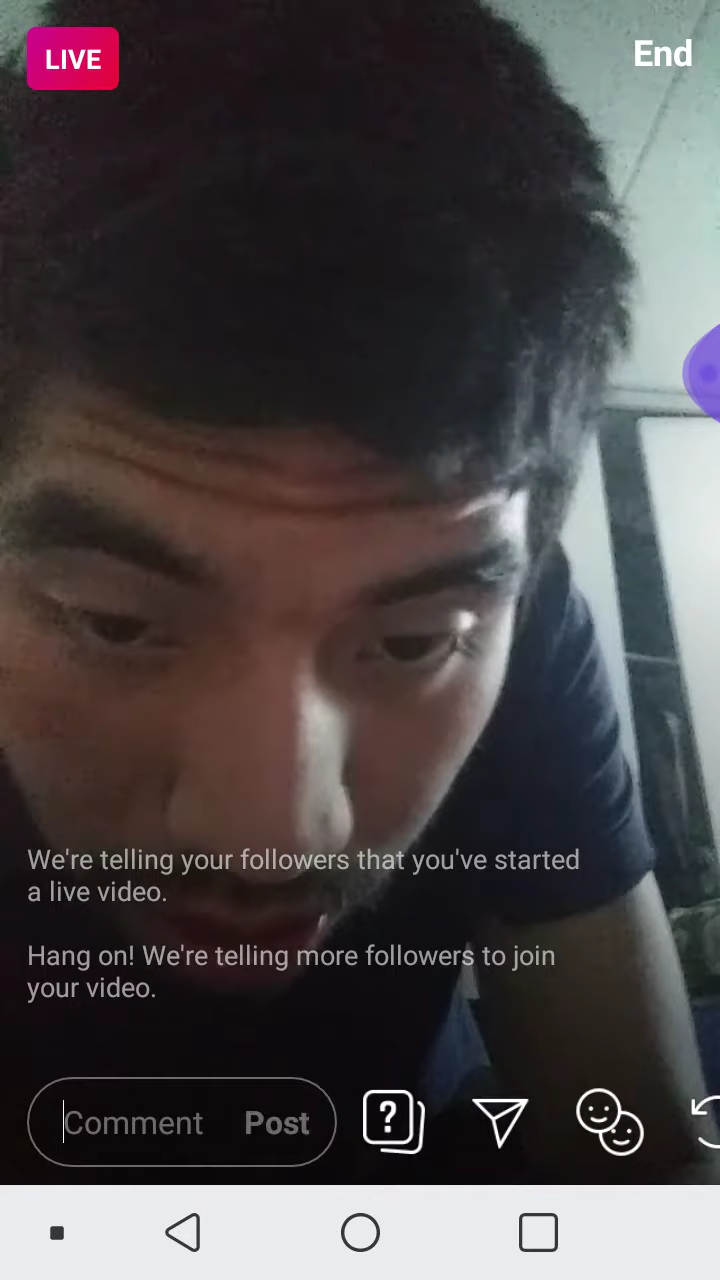 LIVE
End
We're telling your followers that you've started
a live video.
Hang on! We're telling more followers to join
your video.
Comment
Post
?